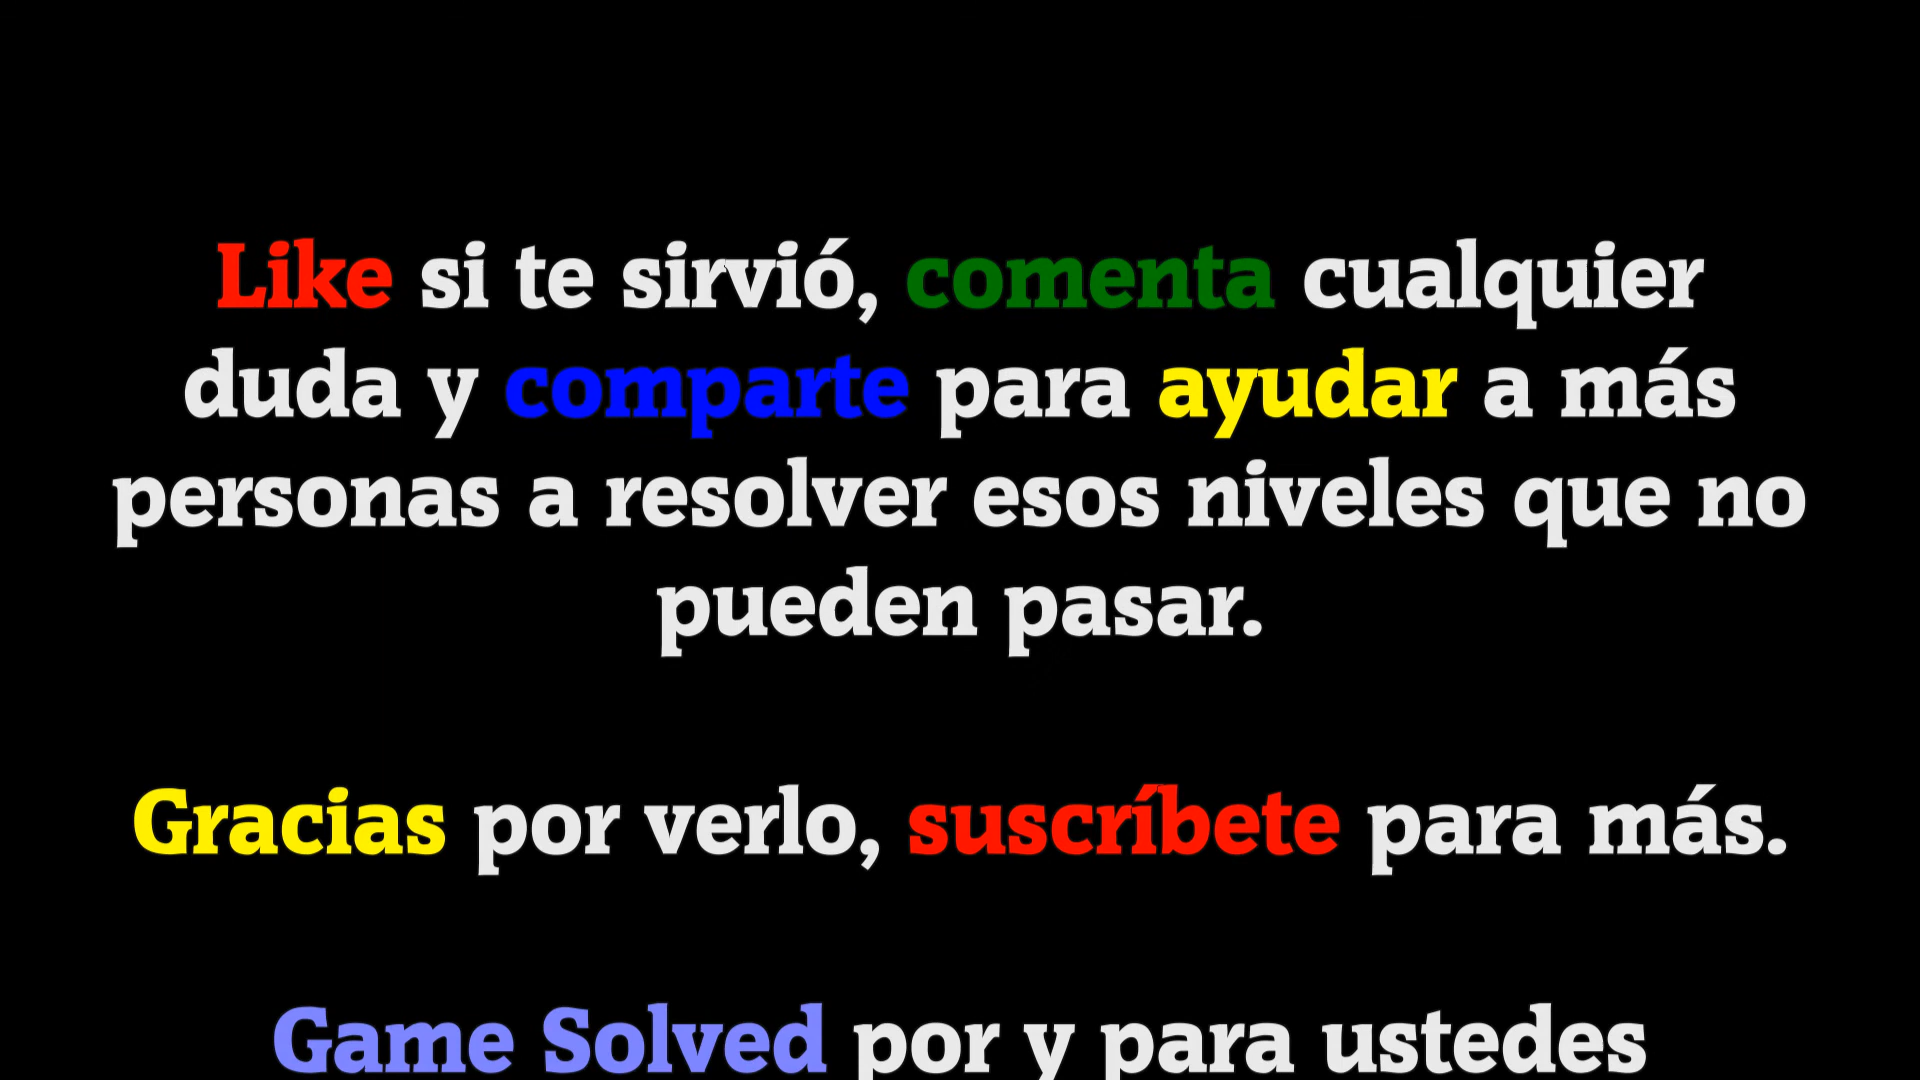 Like si te sirvió, comenta cualquier
duda y comparte para ayudar a más
personas a resolver esos niveles que no
pueden pasar.
Gracias por verlo, suscríbete para más.
Game Solved por y para ustedes